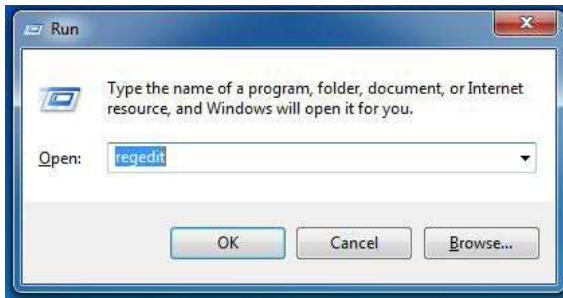 Run
Type the name of a program, folder, document, or Internet
resource, and Windows will open it for you.
Open: regedit
OK Cancel Browse...